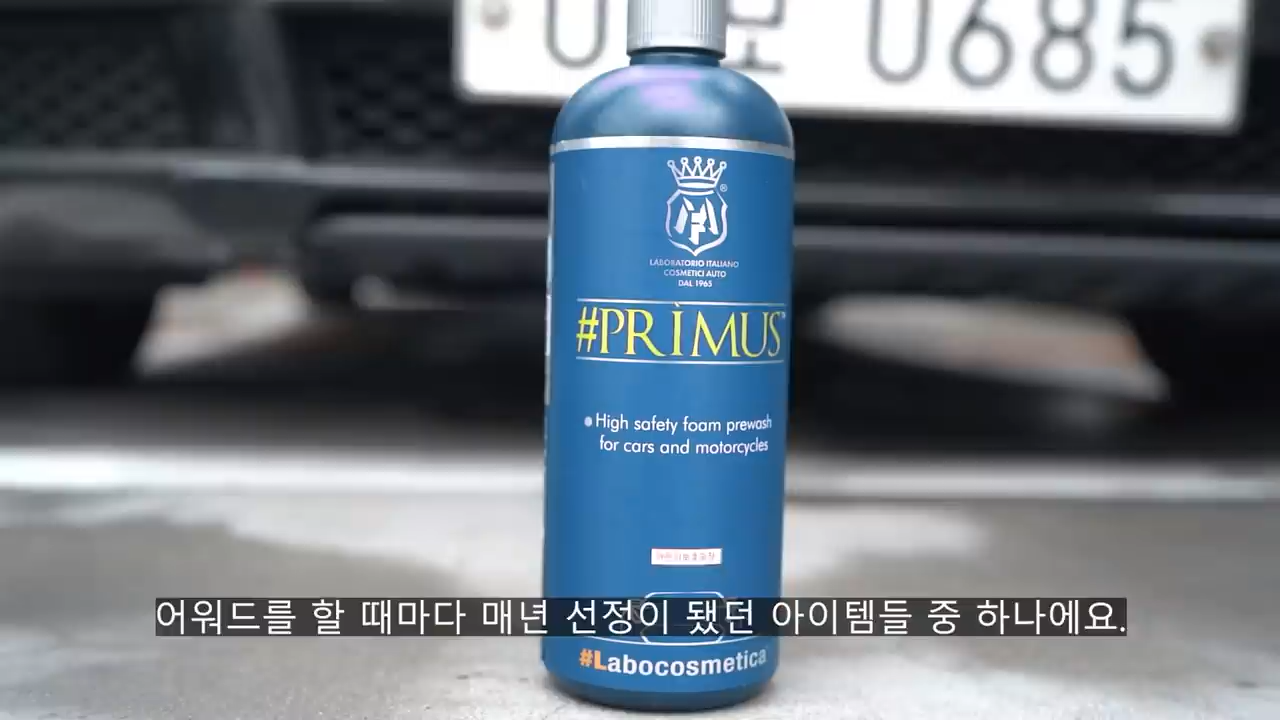 0685
LABORATORIO ITALIANO
COSMETICI AUTO
DAL 1965
#PRÌMUS™
High safety foam prewash
for cars and motorcycles
어워드를 할 때마다 매년 선정이 됐던 아이템들 중 하나에요.
#Labocosmetica